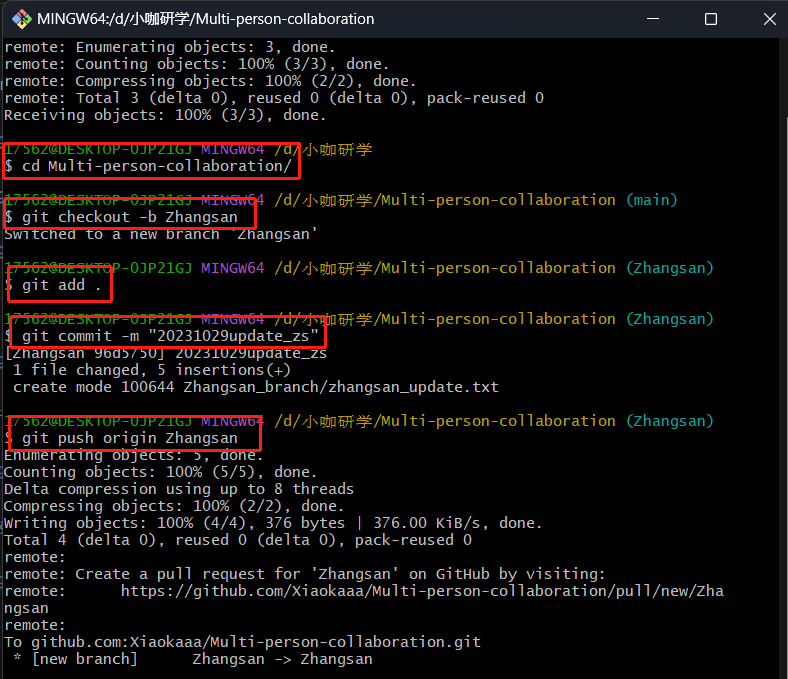 MINGW64:/d/小咖研学/Multi-person-collaboration
remote: Enumerating objects: 3, done.
remote: Counting objects: 100% (3/3), done.
remote: Compressing objects: 100% (2/2), done.
remote: Total 3 (delta 0), reused 0 (delta 0), pack-reused 0
Receiving objects: 100% (3/3), done.
17562@DESKTOP-OJP21GJ MINGW64 /d/小咖研学
$ cd Multi-person-collaboration/
17562@DESKTOP-OJP21GJ MINGW64 /d/小咖研学/Multi-person-collaboration (main)
$ git checkout -b Zhangsan
Switched to a new branch 'Zhangsan'
17562@DESKTOP-OJP21GJ MINGW64 /d/小咖研学/Multi-person-collaboration (Zhangsan)
$ git add .
17562@DESKTOP-OJP21GJ MINGW64 /d/小咖研学/Multi-person-collaboration (Zhangsan)
$ git commit -m "20231029update_zs"
[Zhangsan 96d5750] 20231029update_zs
 1 file changed, 5 insertions(+)
 create mode 100644 Zhangsan_branch/zhangsan_update.txt
17562@DESKTOP-OJP21GJ MINGW64 /d/小咖研学/Multi-person-collaboration (Zhangsan)
$ git push origin Zhangsan
Enumerating objects: 5, done.
Counting objects: 100% (5/5), done.
Delta compression using up to 8 threads
Compressing objects: 100% (2/2), done.
Writing objects: 100% (4/4), 376 bytes | 376.00 KiB/s, done.
Total 4 (delta 0), reused 0 (delta 0), pack-reused 0
remote:
remote: Create a pull request for 'Zhangsan' on GitHub by visiting:
remote:      https://github.com/Xiaokaaa/Multi-person-collaboration/pull/new/Zha
ngsan
remote:
To github.com:Xiaokaaa/Multi-person-collaboration.git
 * [new branch]      Zhangsan -> Zhangsan